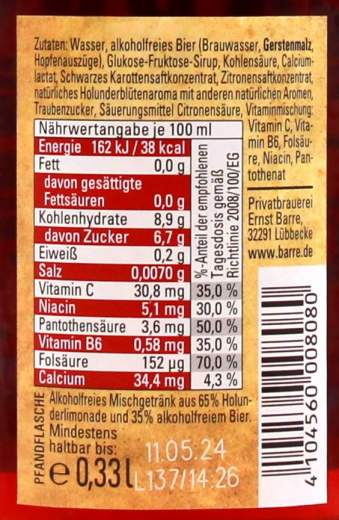 Zutaten: Wasser, alkoholfreies Bier (Brauwasser, Gerstenmalz,
Hopfenauszüge), Glukose-Fruktose-Sirup, Kohlensäure, Calcium-
lactat, Schwarzes Karottensaftkonzentrat, Zitronensaftkonzentrat,
natürliches Holunderblütenaroma mit anderen natürlichen Aromen,
Traubenzucker, Säuerungsmittel Citronensäure, Vitaminmischung:
Vitamin C, Vita-
min B6, Folsäu-
re, Niacin, Pan-
tothenat
Nährwertangabe je 100 ml
Energie 162 kJ / 38 kcal
Fett 0,0 g
davon gesättigte
Fettsäuren 0,0 g
Kohlenhydrate 8,9 g
davon Zucker 6,7 g
Eiweiß 0,2 g
Salz 0,0070 g
%-Anteil der empfohlenen
Tagesdosis gemäß
Richtlinie 2008/100/EG
Vitamin C 30,8 mg 35,0 %
Niacin 5,1 mg 30,0 %
Pantothensäure 3,6 mg 50,0 %
Vitamin B6 0,58 mg 35,0 %
Folsäure 152 µg 70,0 %
Calcium 34,4 mg 4,3 %
Privatbrauerei
Ernst Barre,
32291 Lübbecke
www.barre.de
4 104560 008080
PFANDFLASCHE
Alkoholfreies Mischgetränk aus 65% Holun-
derlimonade und 35% alkoholfreiem Bier.
Mindestens
haltbar bis: 11.05.24
e 0,33 l L137/14:26